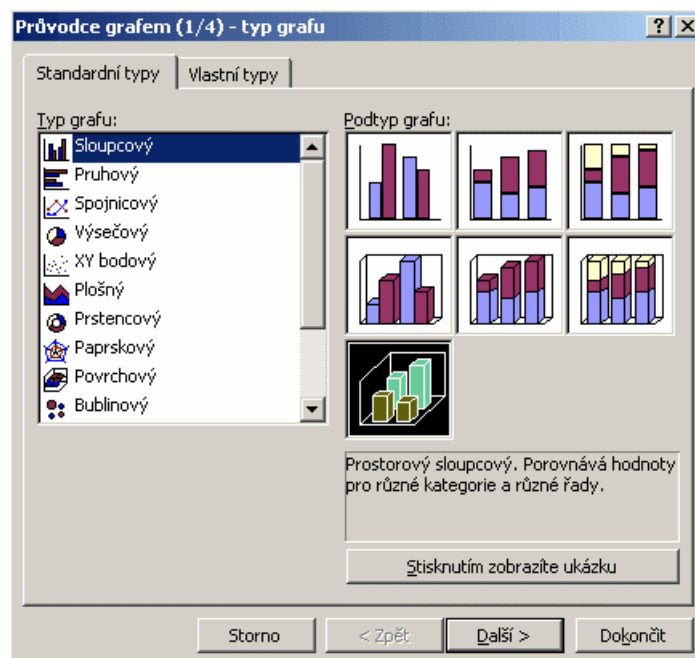 Průvodce grafem (1/4) - typ grafu
Standardní typy
Vlastní typy
Typ grafu:
Sloupcový
Pruhový
Spojnicový
Výsečový
XY bodový
Plošný
Prstencový
Paprskový
Povrchový
Bublinový
Podtyp grafu:
Prostorový sloupcový. Porovnává hodnoty
pro různé kategorie a různé řady.
Stisknutím zobrazíte ukázku
Storno
< Zpět
Další >
Dokončit